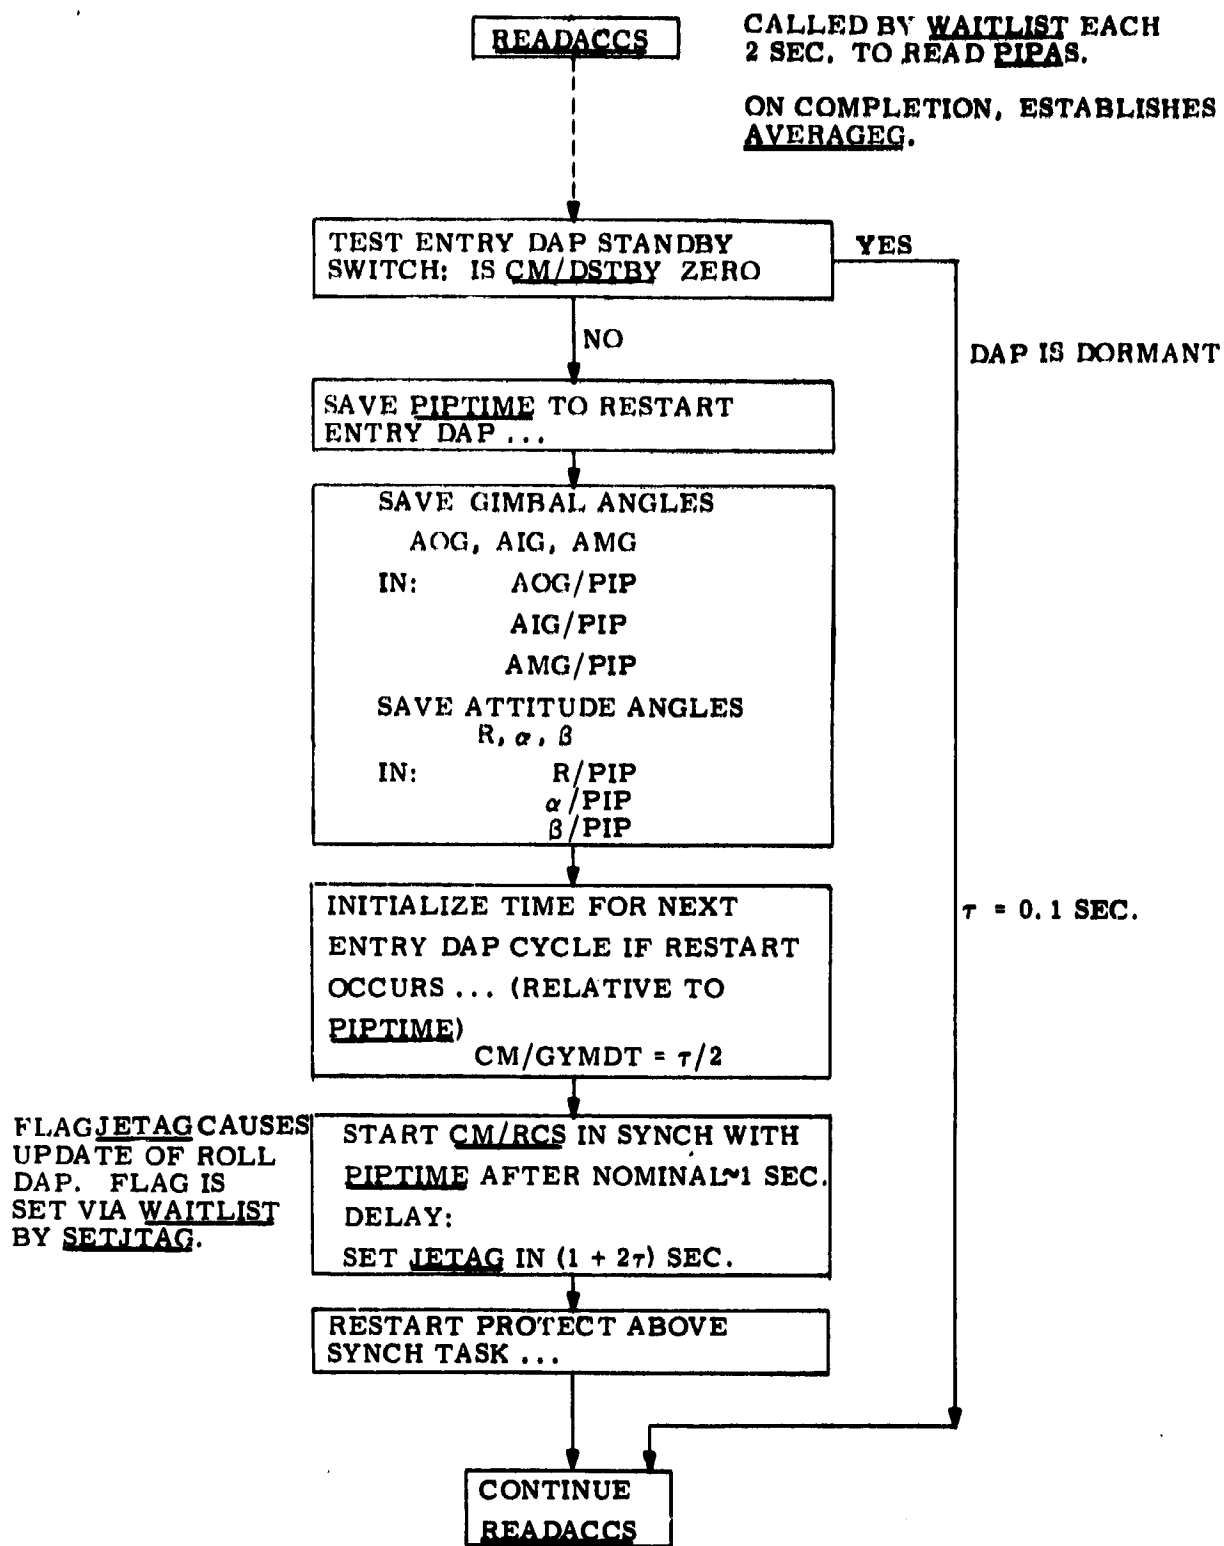 READACCS
CALLED BY WAITLIST EACH
2 SEC. TO READ PIPAS.
ON COMPLETION, ESTABLISHES
AVERAGEG.
TEST ENTRY DAP STANDBY
SWITCH: IS CM/DSTBY ZERO
YES
NO
DAP IS DORMANT
SAVE PIPTIME TO RESTART
ENTRY DAP ...
SAVE GIMBAL ANGLES
AOG, AIG, AMG
IN: AOG/PIP
AIG/PIP
AMG/PIP
SAVE ATTITUDE ANGLES
R, α, β
IN: R/PIP
α/PIP
β/PIP
INITIALIZE TIME FOR NEXT
ENTRY DAP CYCLE IF RESTART
OCCURS ... (RELATIVE TO
PIPTIME)
CM/GYMDT = τ/2
τ = 0.1 SEC.
FLAG JETAG CAUSES
UPDATE OF ROLL
DAP. FLAG IS
SET VIA WAITLIST
BY SETJTAG.
START CM/RCS IN SYNCH WITH
PIPTIME AFTER NOMINAL~1 SEC.
DELAY:
SET JETAG IN (1 + 2τ) SEC.
RESTART PROTECT ABOVE
SYNCH TASK ...
CONTINUE
READACCS